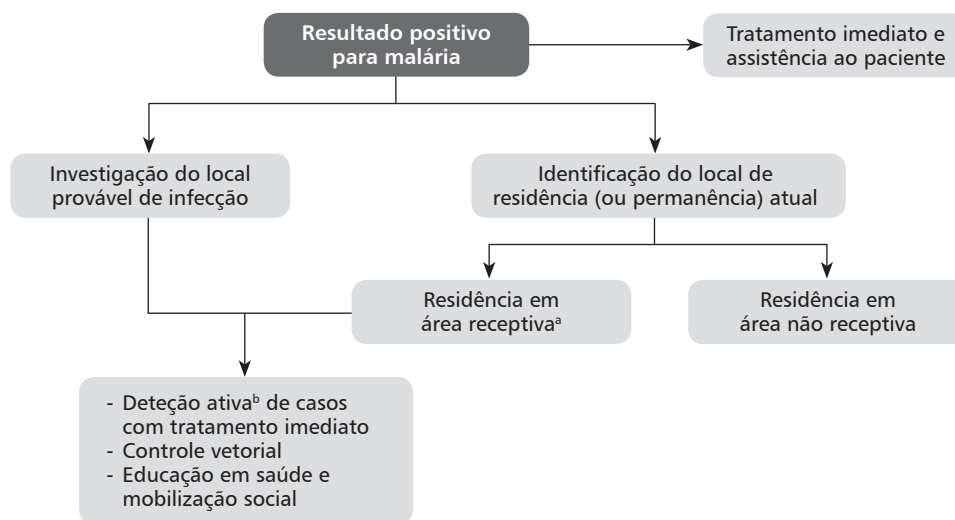 Resultado positivo
para malária
Tratamento imediato e
assistência ao paciente
Investigação do local
provável de infecção
Identificação do local de
residência (ou permanência) atual
Residência em
área receptivaᵃ
Residência em
área não receptiva
- Deteção ativaᵇ de casos
com tratamento imediato
- Controle vetorial
- Educação em saúde e
mobilização social